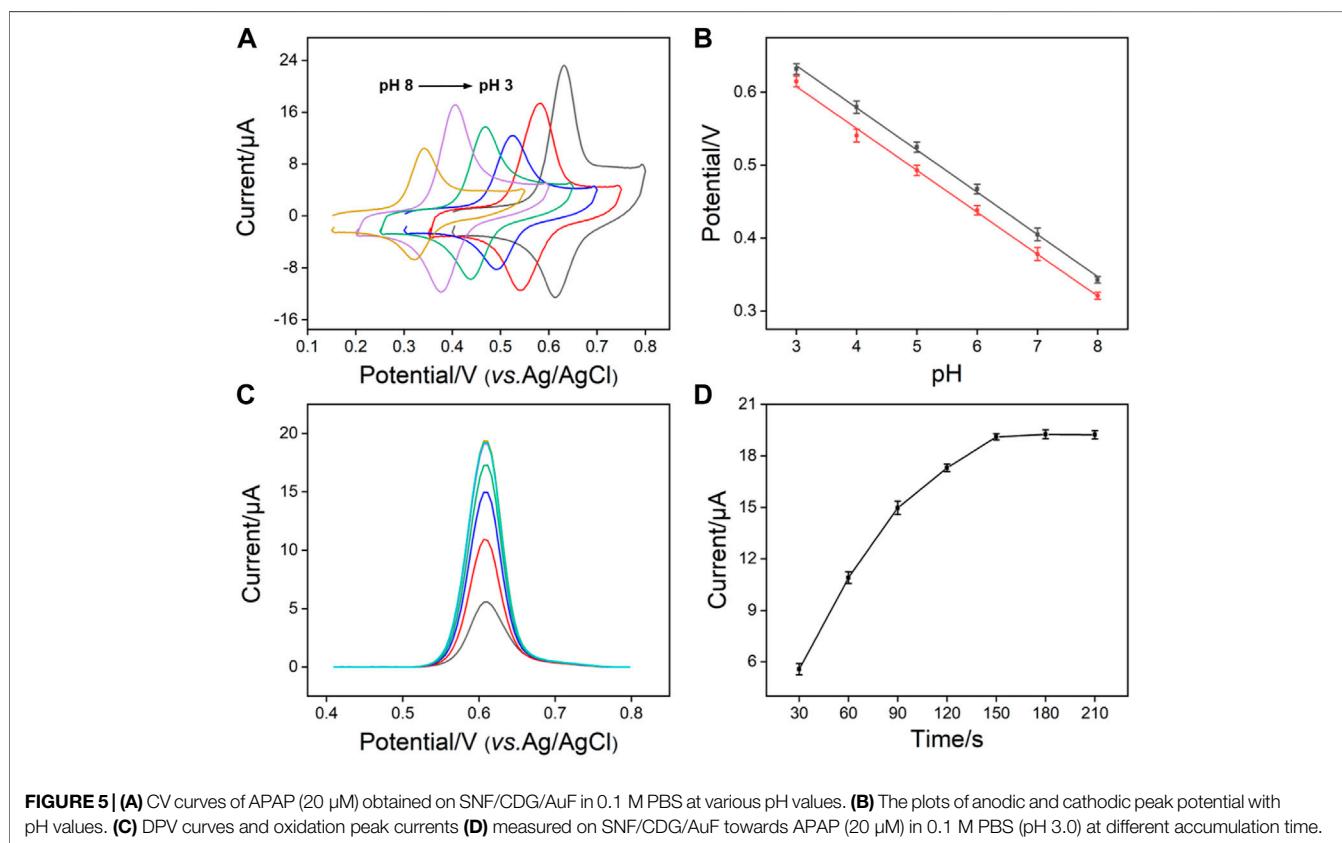 A
24
16
8
0
-8
-16
Current/µA
pH 8 → pH 3
0.1 0.2 0.3 0.4 0.5 0.6 0.7 0.8
Potential/V (vs.Ag/AgCl)
B
0.6
0.5
0.4
0.3
Potential/V
3 4 5 6 7 8
pH
C
20
15
10
5
0
Current/µA
0.4 0.5 0.6 0.7 0.8
Potential/V (vs.Ag/AgCl)
D
21
18
15
12
9
6
Current/µA
30 60 90 120 150 180 210
Time/s
FIGURE 5 | (A) CV curves of APAP (20 µM) obtained on SNF/CDG/AuF in 0.1 M PBS at various pH values. (B) The plots of anodic and cathodic peak potential with
pH values. (C) DPV curves and oxidation peak currents (D) measured on SNF/CDG/AuF towards APAP (20 µM) in 0.1 M PBS (pH 3.0) at different accumulation time.